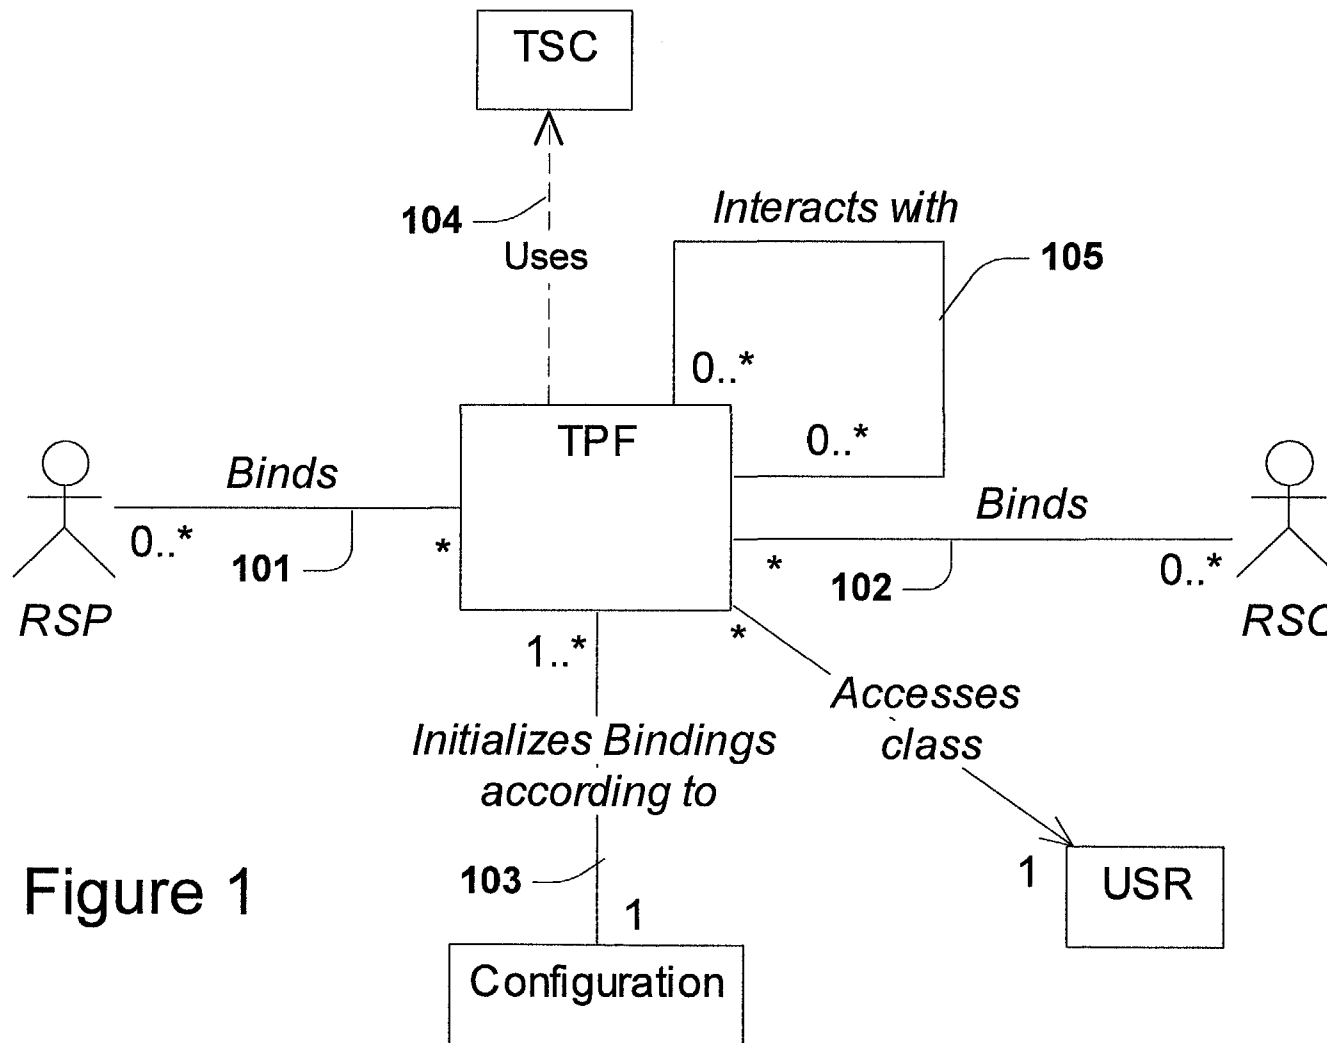 TSC
Interacts with
104
105
Uses
0..*
TPF
0..*
Binds
Binds
0..*
*
101
*
102
0..*
RSP
1..*
*
Accesses
class
Initializes Bindings
according to
103
1
1
USR
Figure 1
Configuration